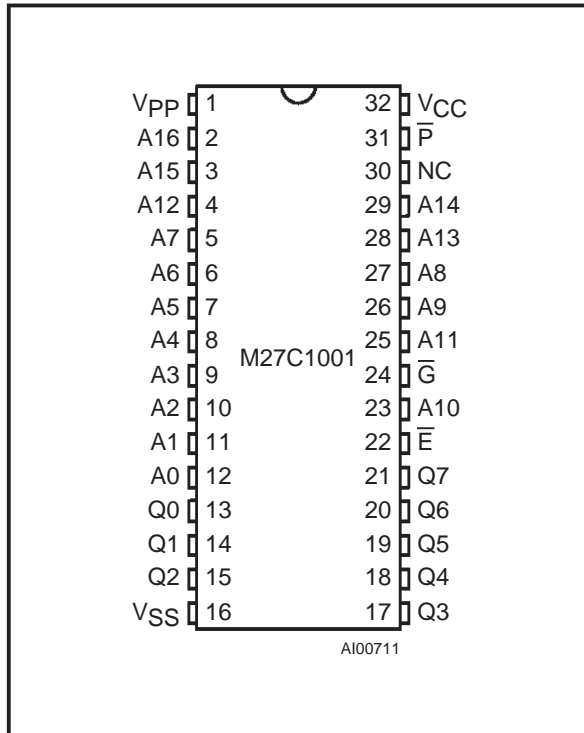 VPP 1 32 VCC
A16 2 31 P̅
A15 3 30 NC
A12 4 29 A14
A7 5 28 A13
A6 6 27 A8
A5 7 26 A9
A4 8 25 A11
M27C1001
A3 9 24 G̅
A2 10 23 A10
A1 11 22 E̅
A0 12 21 Q7
Q0 13 20 Q6
Q1 14 19 Q5
Q2 15 18 Q4
VSS 16 17 Q3
AI00711